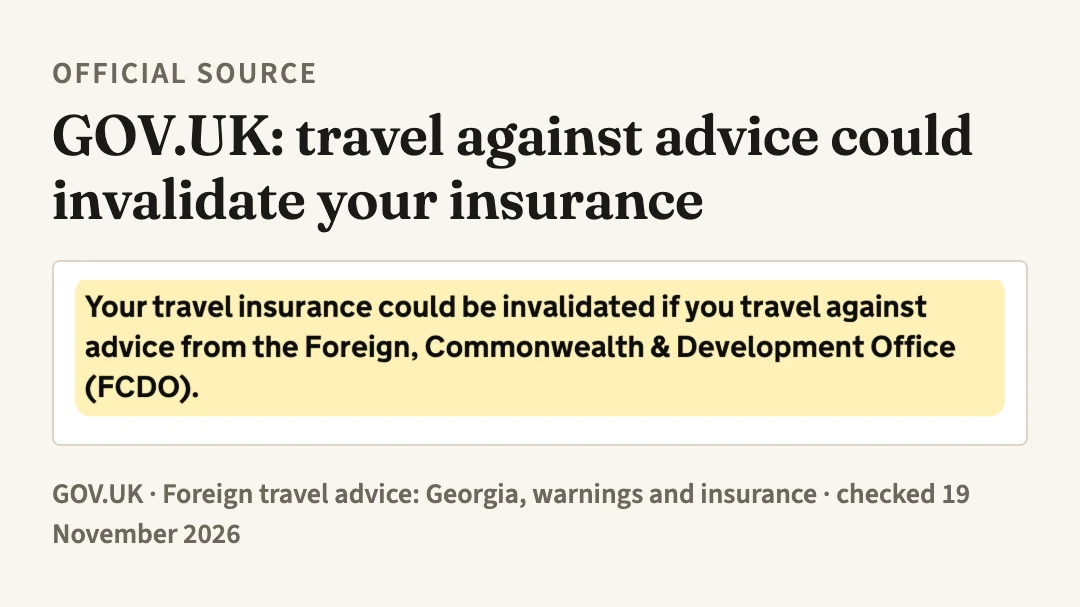 OFFICIAL SOURCE
GOV.UK: travel against advice could
invalidate your insurance
Your travel insurance could be invalidated if you travel against
advice from the Foreign, Commonwealth & Development Office
(FCDO).
GOV.UK · Foreign travel advice: Georgia, warnings and insurance · checked 19
November 2026